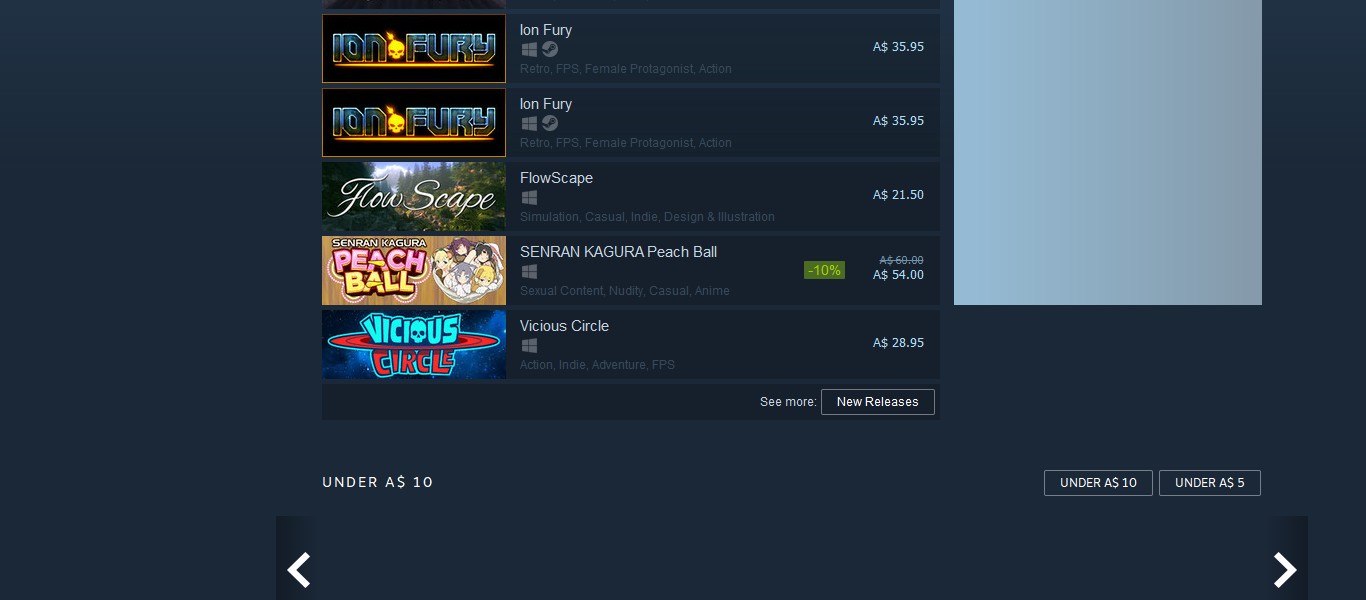 ION FURY
Ion Fury
A$ 35.95
Retro, FPS, Female Protagonist, Action
ION FURY
Ion Fury
A$ 35.95
Retro, FPS, Female Protagonist, Action
Flow Scape
FlowScape
A$ 21.50
Simulation, Casual, Indie, Design & Illustration
SENRAN KAGURA
PEACH
BALL
SENRAN KAGURA Peach Ball
-10%
A$ 60.00
A$ 54.00
Sexual Content, Nudity, Casual, Anime
VICIOUS
CIRCLE
Vicious Circle
A$ 28.95
Action, Indie, Adventure, FPS
See more: New Releases
UNDER A$ 10
UNDER A$ 10
UNDER A$ 5